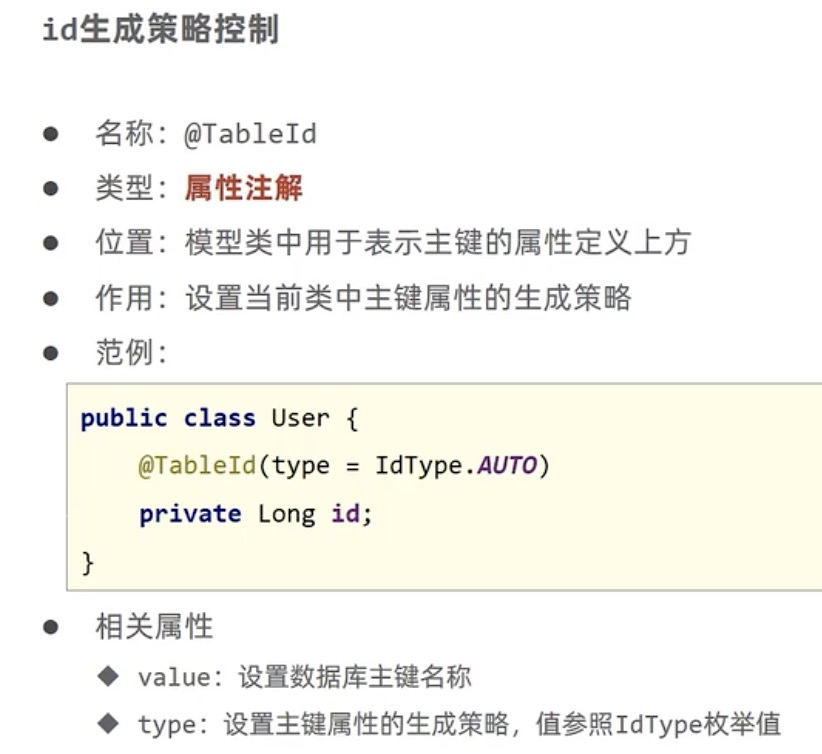 id生成策略控制
● 名称：@TableId
● 类型：属性注解
● 位置：模型类中用于表示主键的属性定义上方
● 作用：设置当前类中主键属性的生成策略
● 范例：
public class User {
    @TableId(type = IdType.AUTO)
    private Long id;
}
● 相关属性
◆ value：设置数据库主键名称
◆ type：设置主键属性的生成策略，值参照IdType枚举值